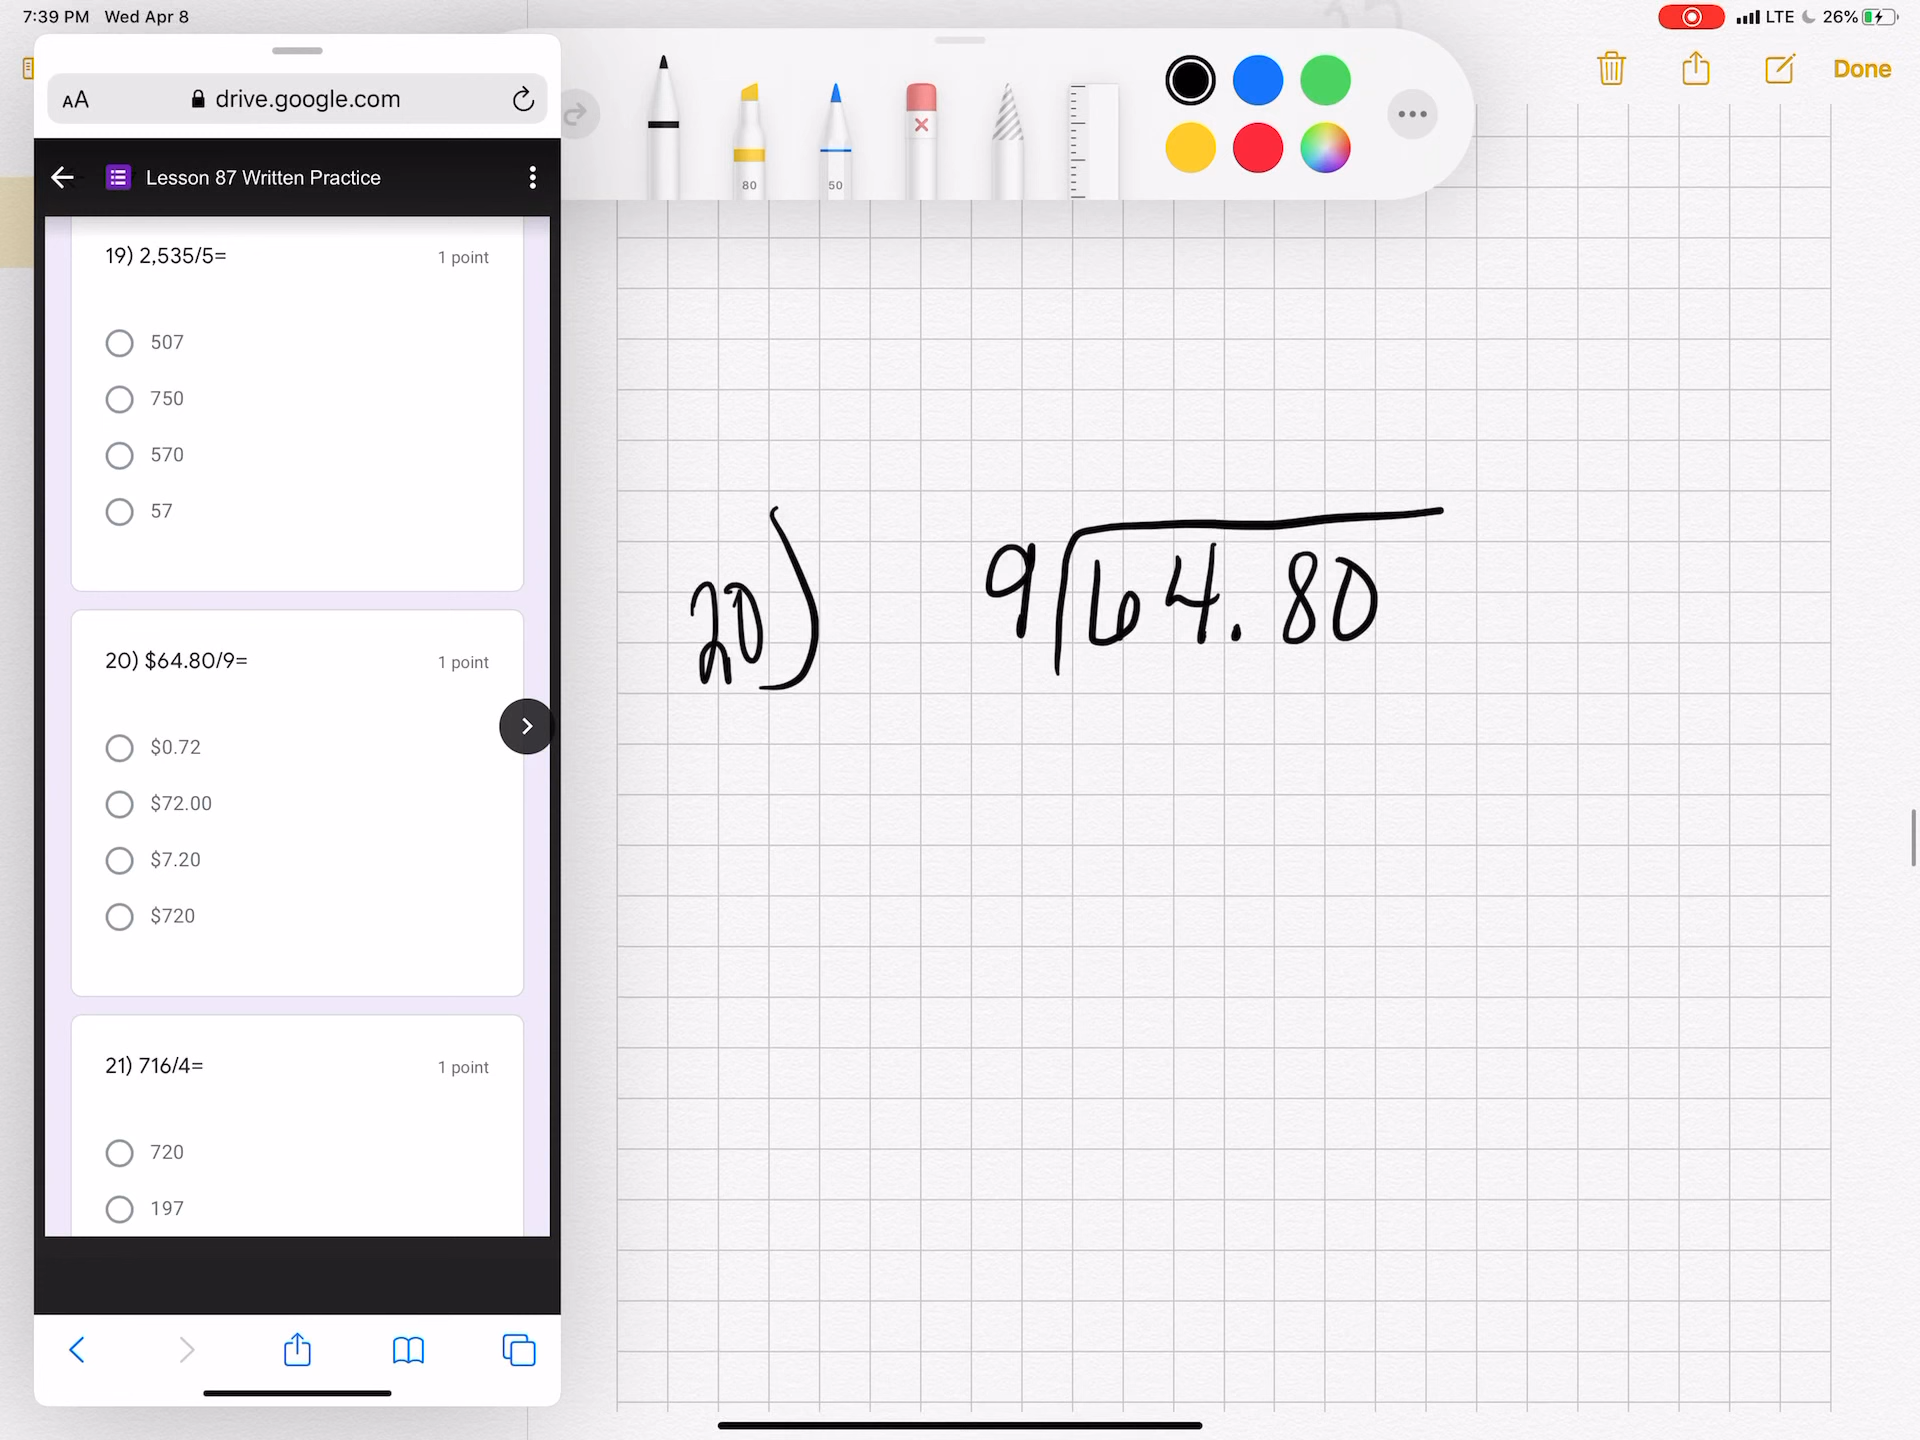 7:39 PM Wed Apr 8
LTE 26%
AA drive.google.com
Done
Lesson 87 Written Practice
80
50
19) 2,535/5= 1 point
507
750
570
57
20) $64.80/9= 1 point
$0.72
$72.00
$7.20
$720
21) 716/4= 1 point
720
197
20) 9 64.80